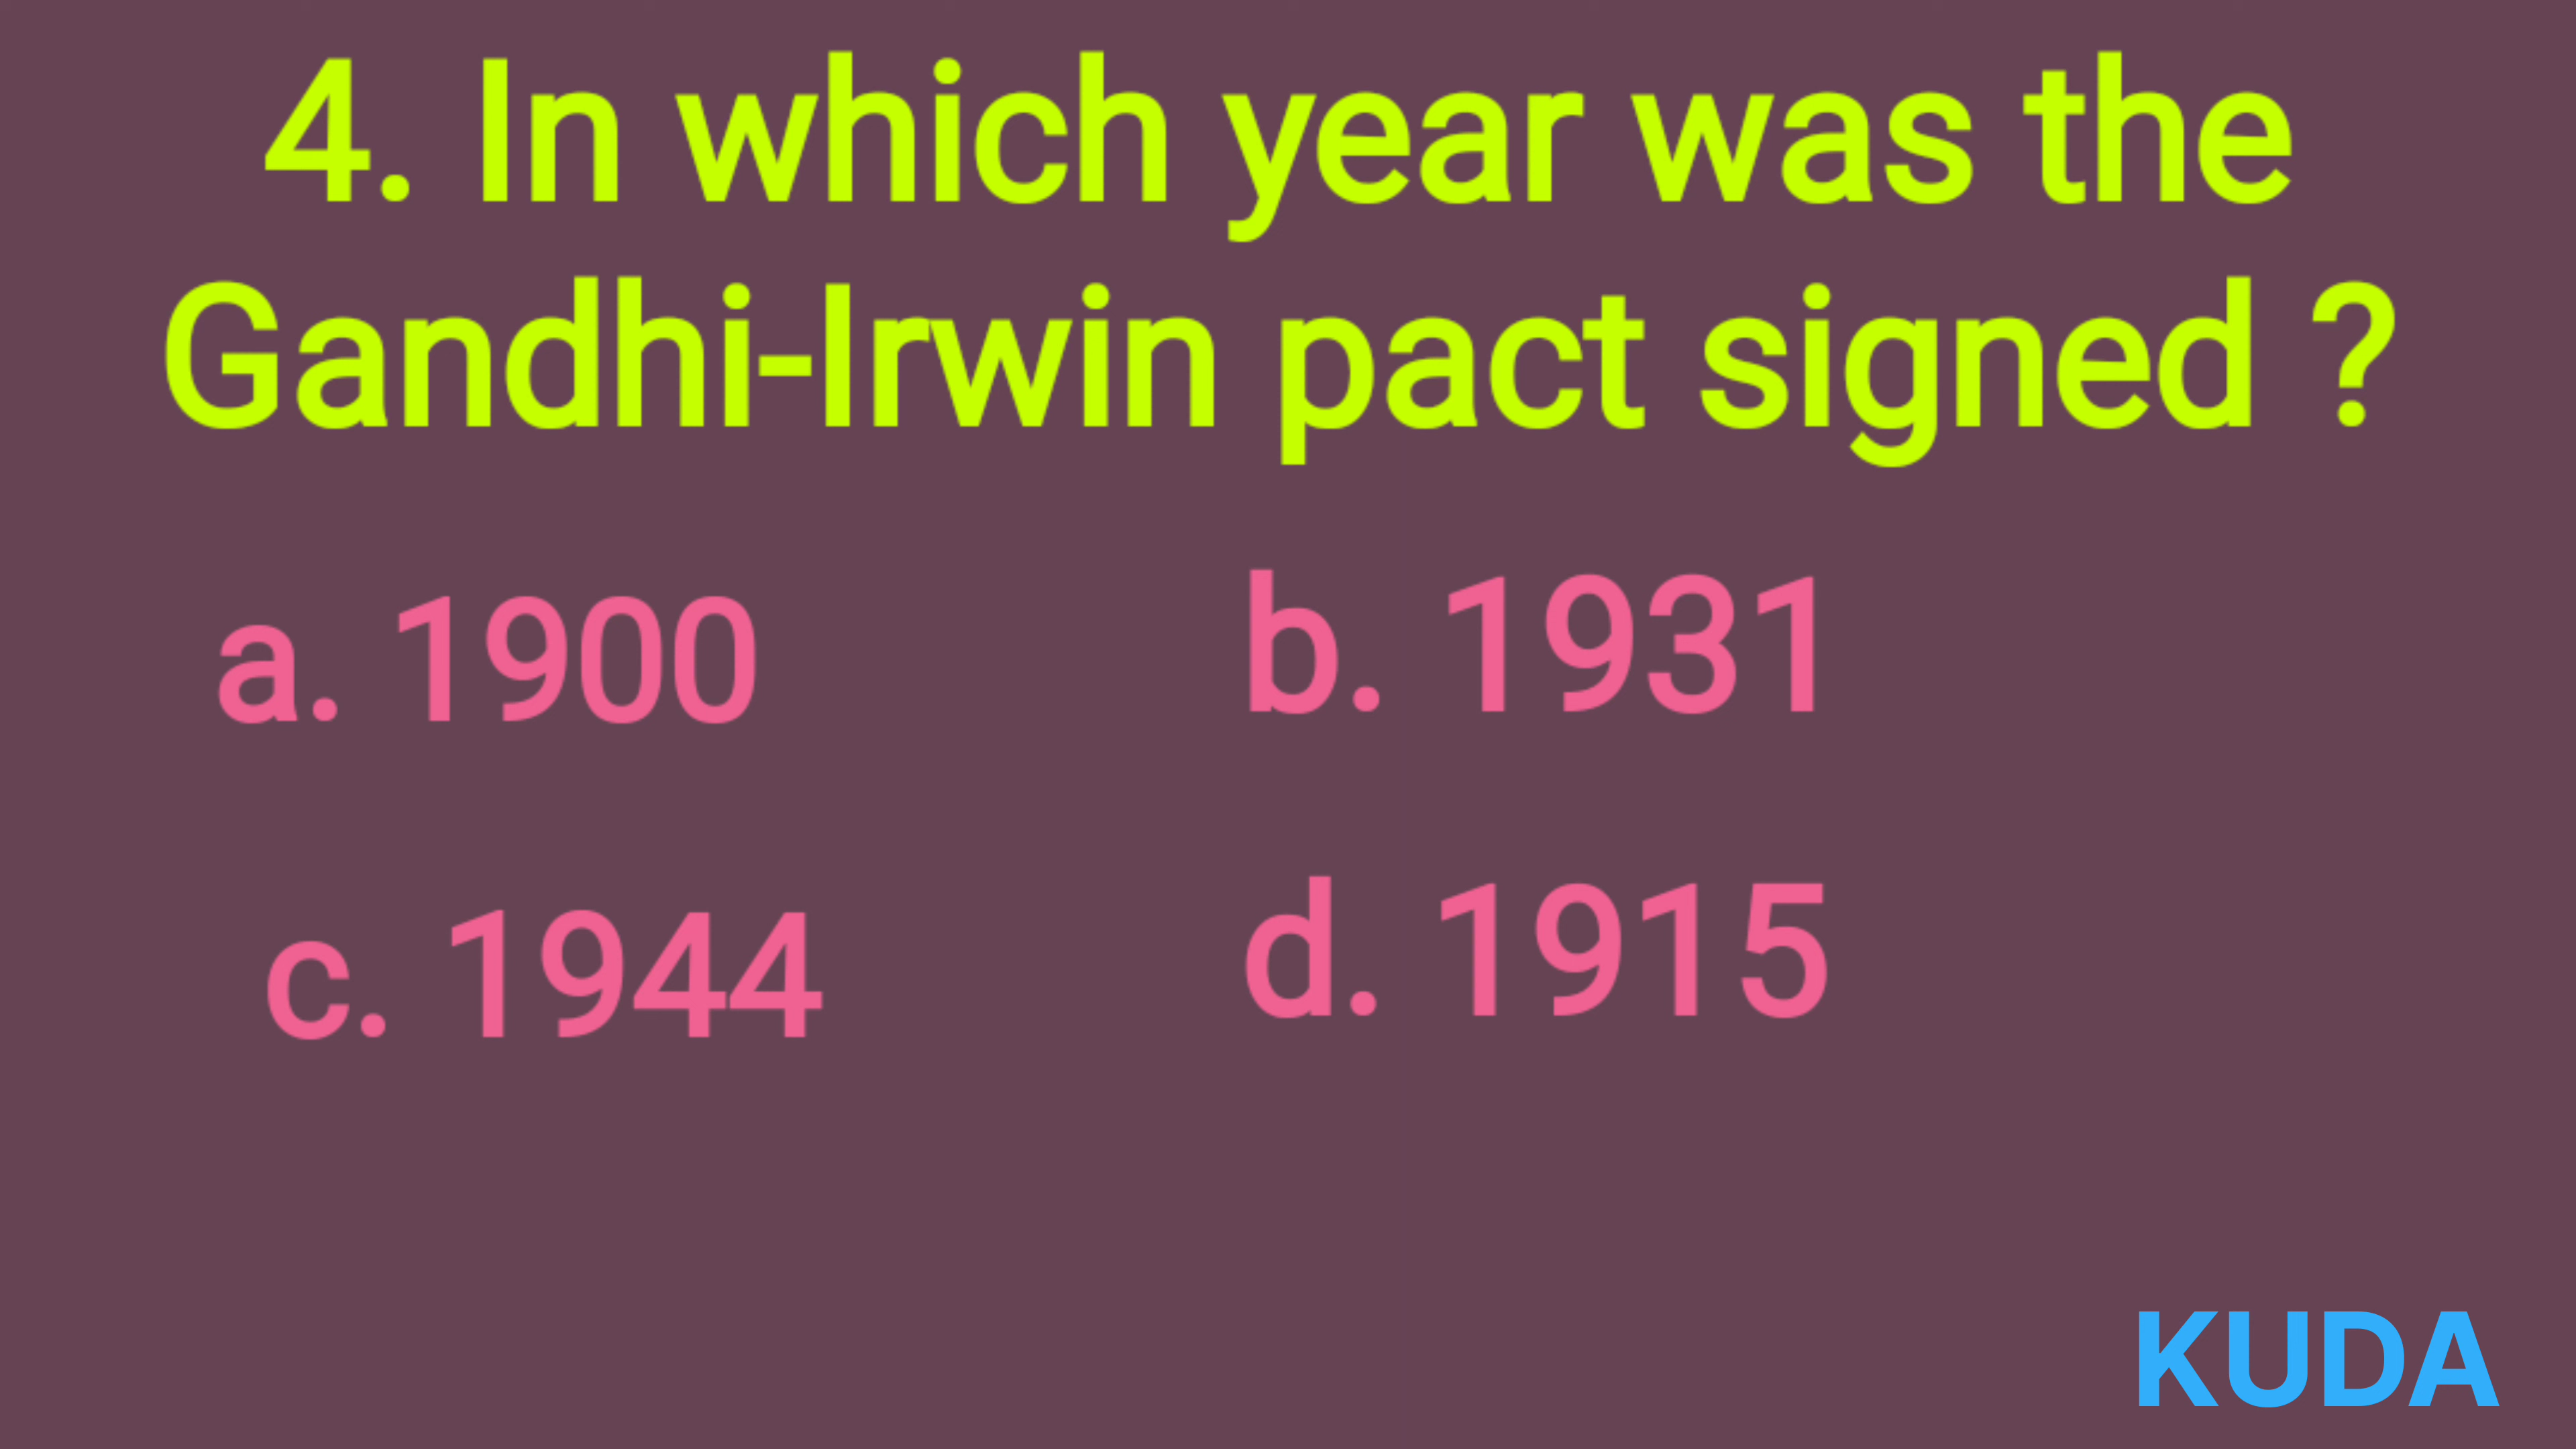 4. In which year was the
Gandhi-Irwin pact signed ?
a. 1900
b. 1931
c. 1944
d. 1915
KUDA